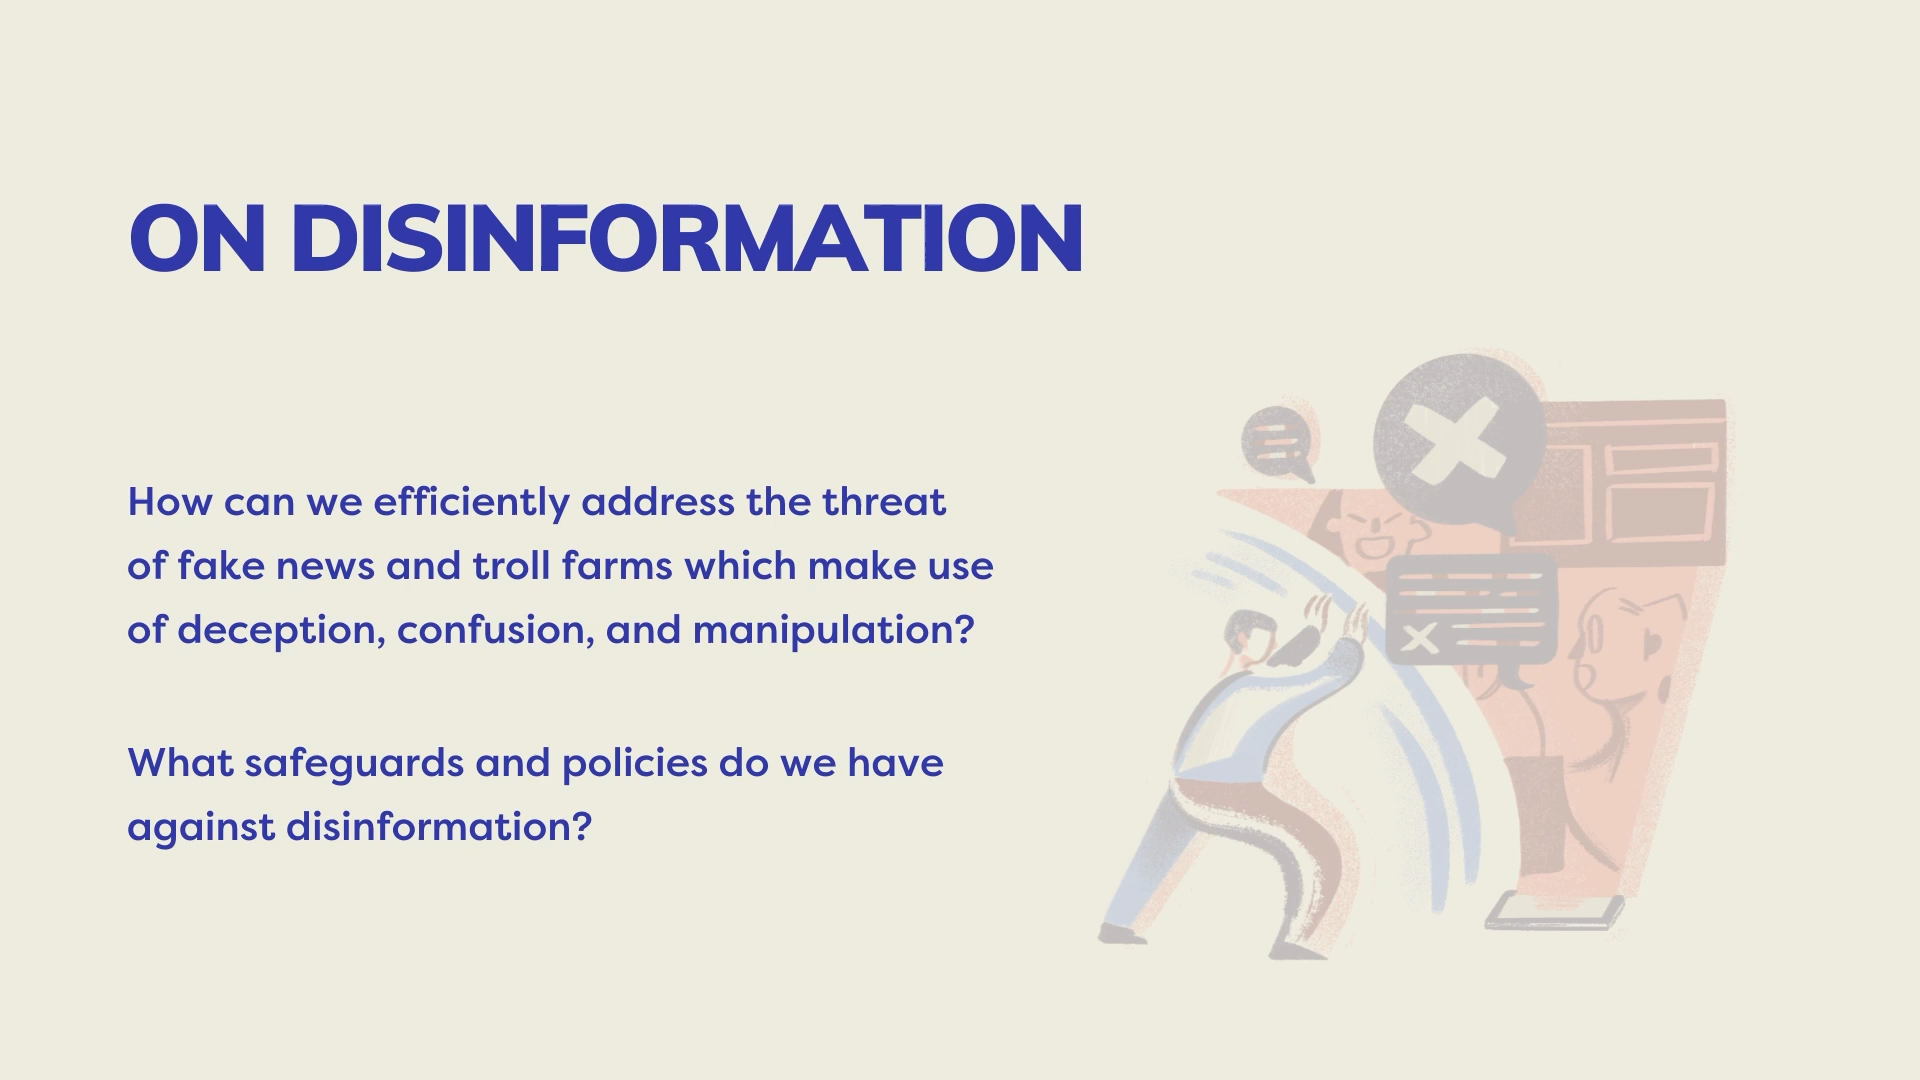 ON DISINFORMATION
How can we efficiently address the threat
of fake news and troll farms which make use
of deception, confusion, and manipulation?
What safeguards and policies do we have
against disinformation?